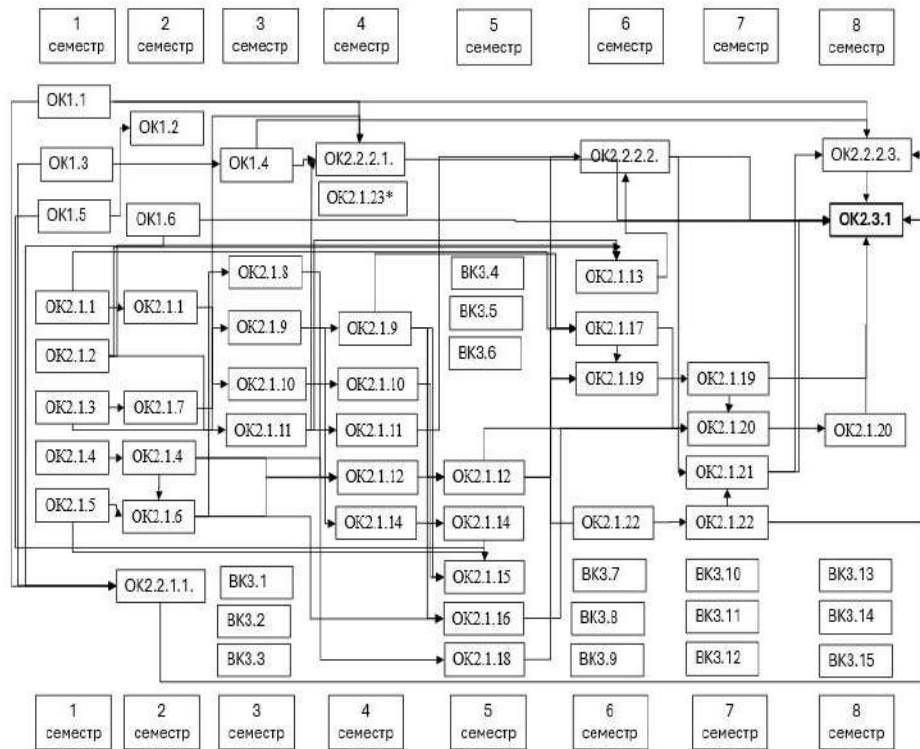 1 семестр
2 семестр
3 семестр
4 семестр
5 семестр
6 семестр
7 семестр
8 семестр
ОК1.1
ОК1.2
ОК1.3
ОК1.4
ОК2.2.2.1.
ОК2.2.2.2.
ОК2.2.2.3.
ОК2.1.23*
ОК1.5
ОК1.6
ОК2.3.1
ОК2.1.8
ВК3.4
ОК2.1.13
ОК2.1.1
ОК2.1.1
ОК2.1.9
ОК2.1.9
ВК3.5
ОК2.1.17
ОК2.1.2
ВК3.6
ОК2.1.19
ОК2.1.19
ОК2.1.10
ОК2.1.10
ОК2.1.3
ОК2.1.7
ОК2.1.11
ОК2.1.11
ОК2.1.20
ОК2.1.20
ОК2.1.4
ОК2.1.4
ОК2.1.12
ОК2.1.12
ОК2.1.21
ОК2.1.5
ОК2.1.6
ОК2.1.14
ОК2.1.14
ОК2.1.22
ОК2.1.22
ОК2.2.1.1.
ВК3.1
ОК2.1.15
ВК3.7
ВК3.10
ВК3.13
ВК3.2
ОК2.1.16
ВК3.8
ВК3.11
ВК3.14
ВК3.3
ОК2.1.18
ВК3.9
ВК3.12
ВК3.15
1 семестр
2 семестр
3 семестр
4 семестр
5 семестр
6 семестр
7 семестр
8 семестр